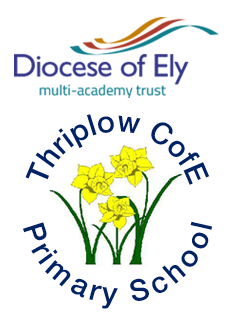 Diocese of Ely
multi-academy trust
Thriplow CofE
Primary School